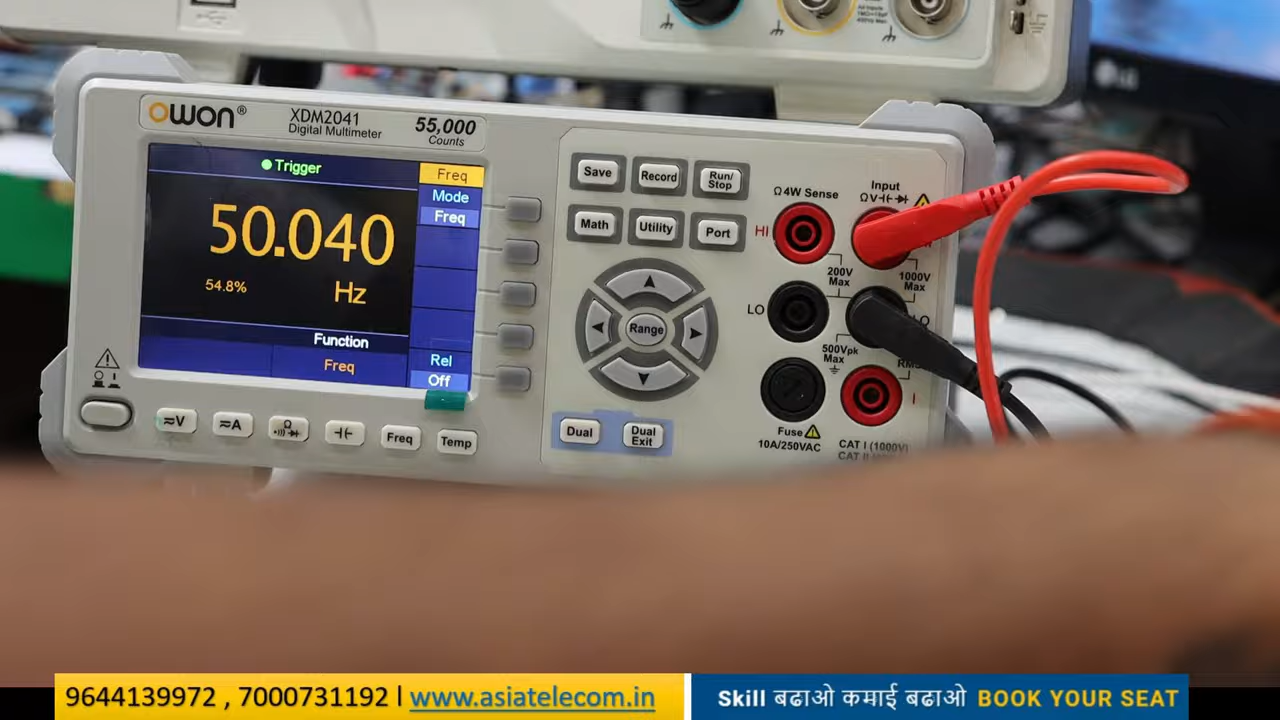 OWON®
XDM2041
Digital Multimeter
55,000
Counts
Trigger
50.040
54.8%
Hz
Function
Freq
Freq
Mode
Freq
Rel
Off
Save
Record
Run/
Stop
Math
Utility
Port
Range
Dual
Dual
Exit
V
A
Ω
Freq
Temp
Ω 4W Sense
Input
HI
200V
Max
1000V
Max
LO
500Vpk
Max
I
Fuse
10A/250VAC
CAT I (1000V)
LG
9644139972 , 7000731192 | www.asiatelecom.in
Skill बढाओ कमाई बढाओ BOOK YOUR SEAT